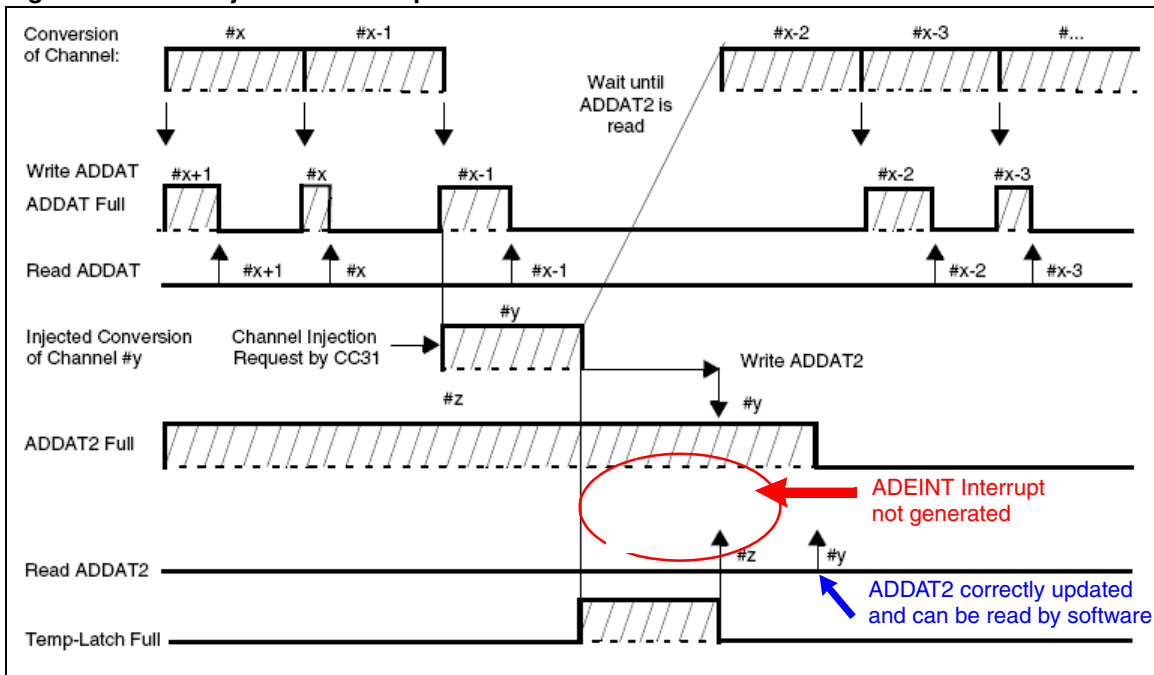 Conversion
of Channel:
#x
#x-1
#x-2
#x-3
#...
Wait until
ADDAT2 is
read
Write ADDAT
ADDAT Full
#x+1
#x
#x-1
#x-2
#x-3
Read ADDAT
#x+1
#x
#x-1
#x-2
#x-3
Injected Conversion
of Channel #y
Channel Injection
Request by CC31
#y
Write ADDAT2
#z
#y
ADDAT2 Full
ADEINT Interrupt
not generated
Read ADDAT2
#z
#y
ADDAT2 correctly updated
and can be read by software
Temp-Latch Full